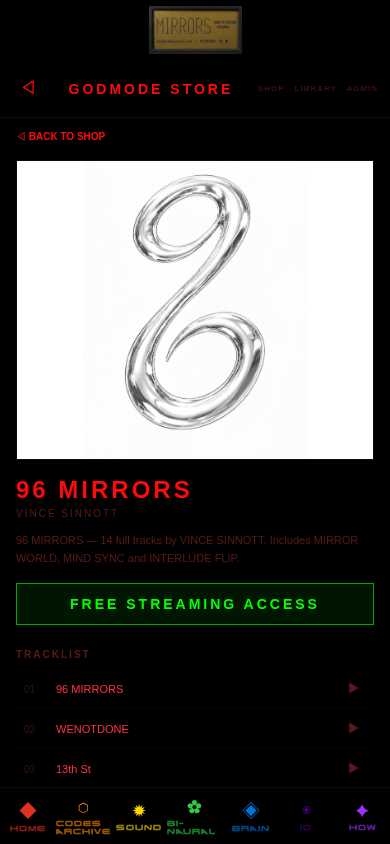 MIRRORS
GODMODE STORE
SHOP LIBRARY ADMIN
BACK TO SHOP
96 MIRRORS
VINCE SINNOTT
96 MIRRORS — 14 full tracks by VINCE SINNOTT. Includes MIRROR
WORLD, MIND SYNC and INTERLUDE FLIP.
FREE STREAMING ACCESS
TRACKLIST
01 96 MIRRORS
02 WENOTDONE
03 13th St
HOME
CODES
ARCHIVE
SOUND
BI-
NAURAL
BRAIN
IC
HOW